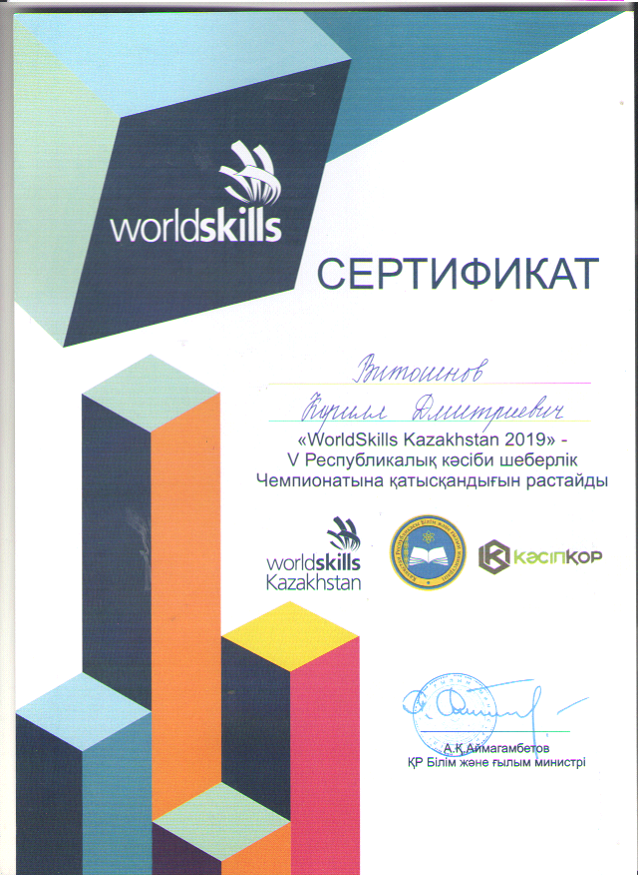 worldskills
СЕРТИФИКАТ
Витошнов
Кирилл Дмитриевич
«WorldSkills Kazakhstan 2019» -
V Республикалық кәсіби шеберлік
Чемпионатына қатысқандығын растайды
worldskills
Kazakhstan
КӘСІПҚОР
А.Қ.Аймагамбетов
ҚР Білім және ғылым министрі